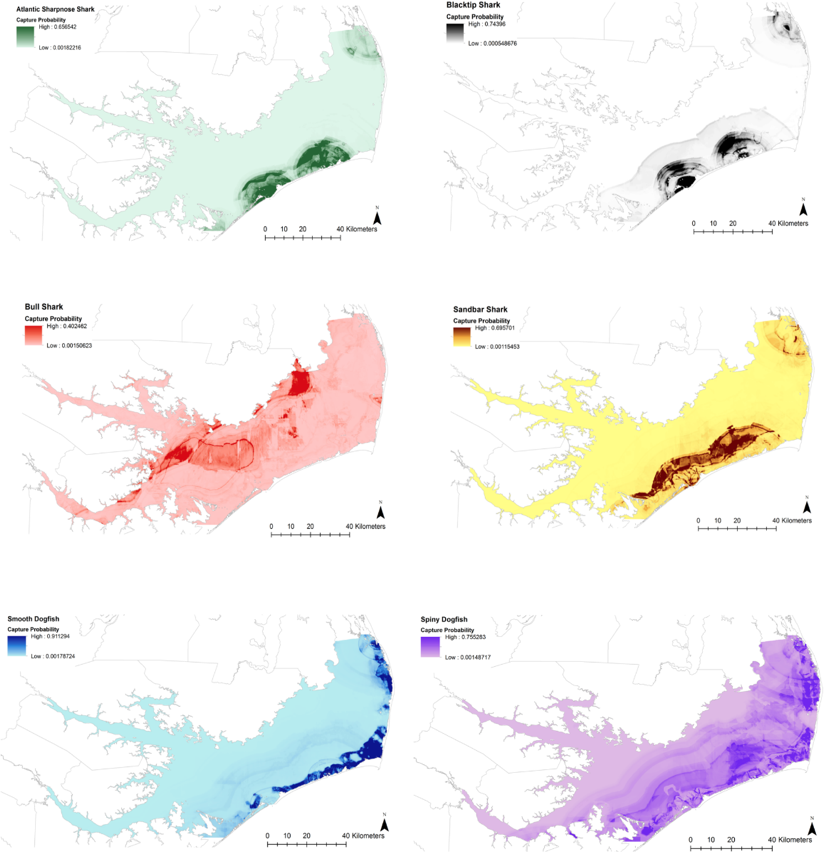 Atlantic Sharpnose Shark
Capture Probability
High : 0.656542
Low : 0.00182216
N
0 10 20 40 Kilometers
Blacktip Shark
Capture Probability
High : 0.74396
Low : 0.000548676
N
0 10 20 40 Kilometers
Bull Shark
Capture Probability
High : 0.402462
Low : 0.00150623
N
0 10 20 40 Kilometers
Sandbar Shark
Capture Probability
High : 0.695701
Low : 0.00115453
N
0 10 20 40 Kilometers
Smooth Dogfish
Capture Probability
High : 0.911294
Low : 0.00178724
N
0 10 20 40 Kilometers
Spiny Dogfish
Capture Probability
High : 0.755283
Low : 0.00148717
N
0 10 20 40 Kilometers